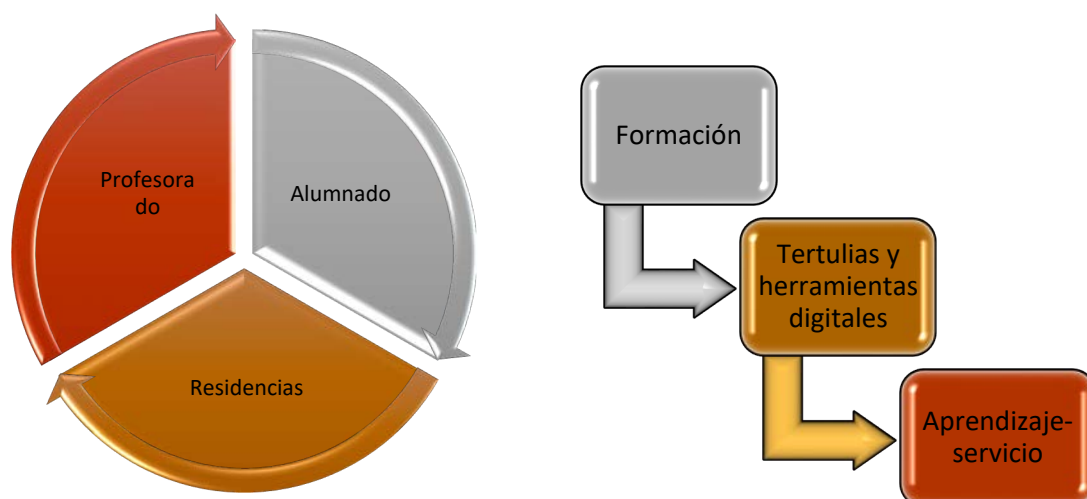 Profesora
do
Alumnado
Residencias
Formación
Tertulias y
herramientas
digitales
Aprendizaje-
servicio